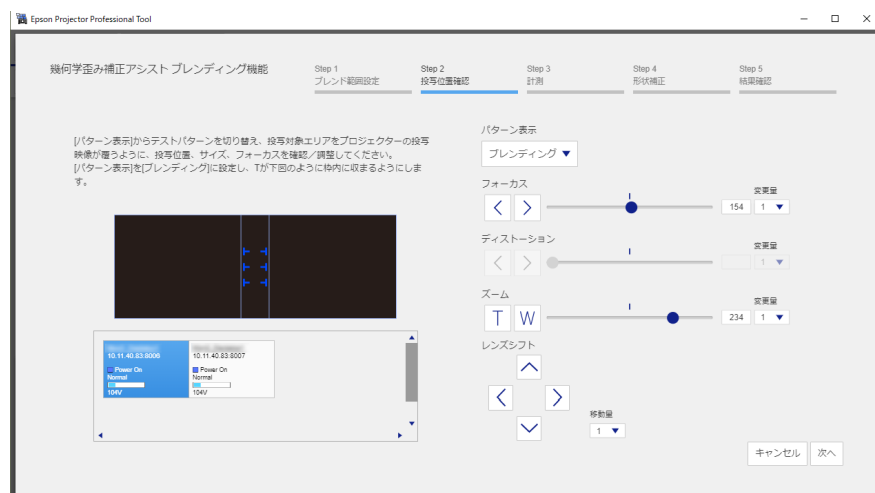 Epson Projector Professional Tool
幾何学歪み補正アシスト ブレンディング機能
Step 1
ブレンド範囲設定
Step 2
投写位置確認
Step 3
計測
Step 4
形状補正
Step 5
結果確認
[パターン表示]からテストパターンを切り替え、投写対象エリアをプロジェクターの投写
映像が覆うように、投写位置、サイズ、フォーカスを確認／調整してください。
[パターン表示]を[ブレンディング]に設定し、Tが下図のように枠内に収まるようにしま
す。
10.11.40.83:8006
Power On
Normal
104V
10.11.40.83:8007
Power On
Normal
104V
パターン表示
ブレンディング ▼
フォーカス
変更量
154
1 ▼
ディストーション
変更量
1 ▼
ズーム
変更量
T W
234
1 ▼
レンズシフト
移動量
1 ▼
キャンセル
次へ